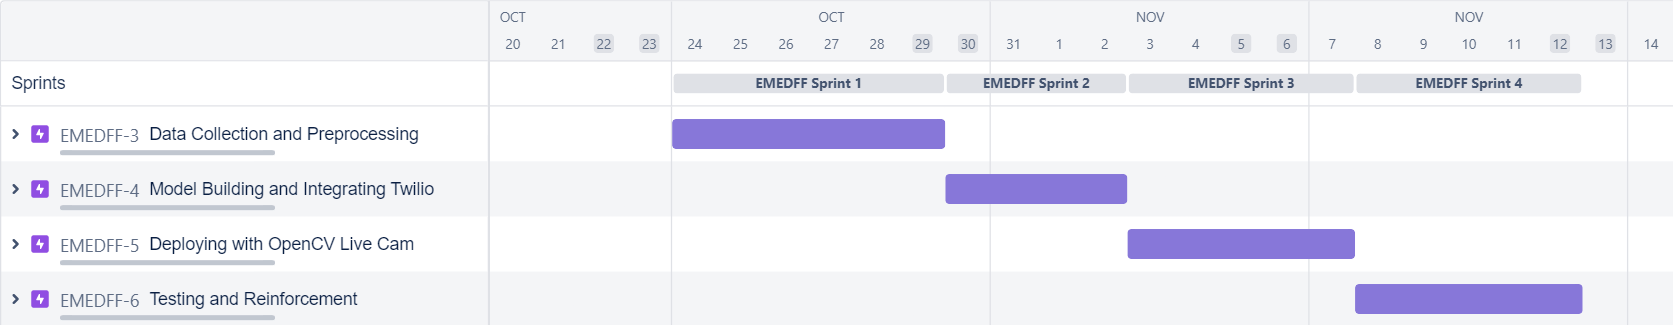 OCT OCT NOV NOV
20 21 22 23 24 25 26 27 28 29 30 31 1 2 3 4 5 6 7 8 9 10 11 12 13 14
Sprints EMEDFF Sprint 1 EMEDFF Sprint 2 EMEDFF Sprint 3 EMEDFF Sprint 4
EMEDFF-3 Data Collection and Preprocessing
EMEDFF-4 Model Building and Integrating Twilio
EMEDFF-5 Deploying with OpenCV Live Cam
EMEDFF-6 Testing and Reinforcement